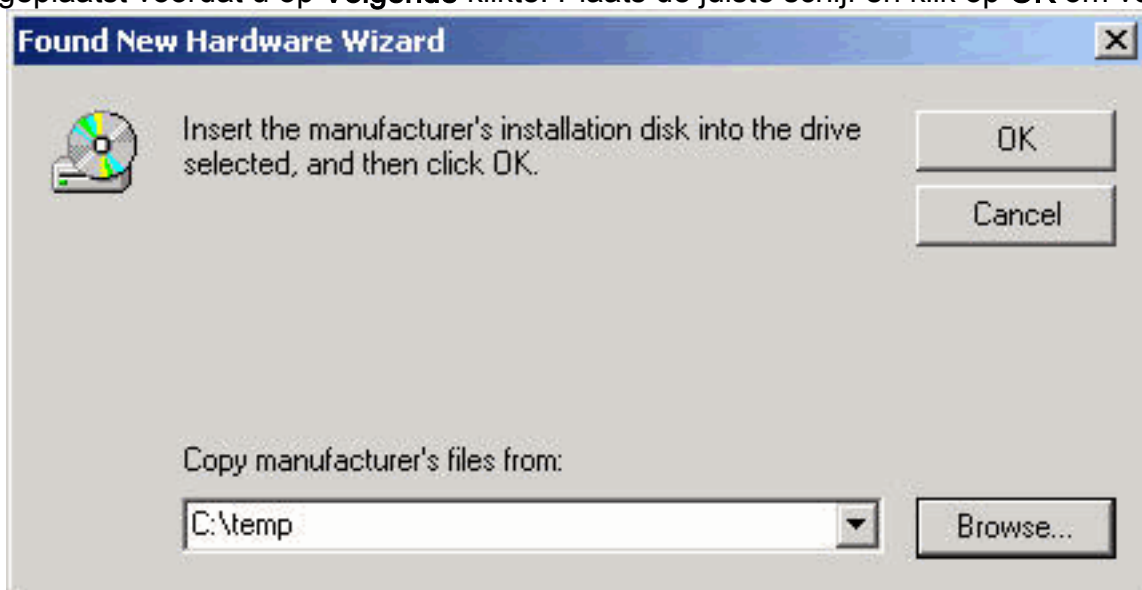 geplaatst voordat u op Volgende klikte. Plaats de juiste schijf en klik op OK om
Found New Hardware Wizard
Insert the manufacturer's installation disk into the drive
selected, and then click OK.
OK
Cancel
Copy manufacturer's files from:
C:\temp
Browse...